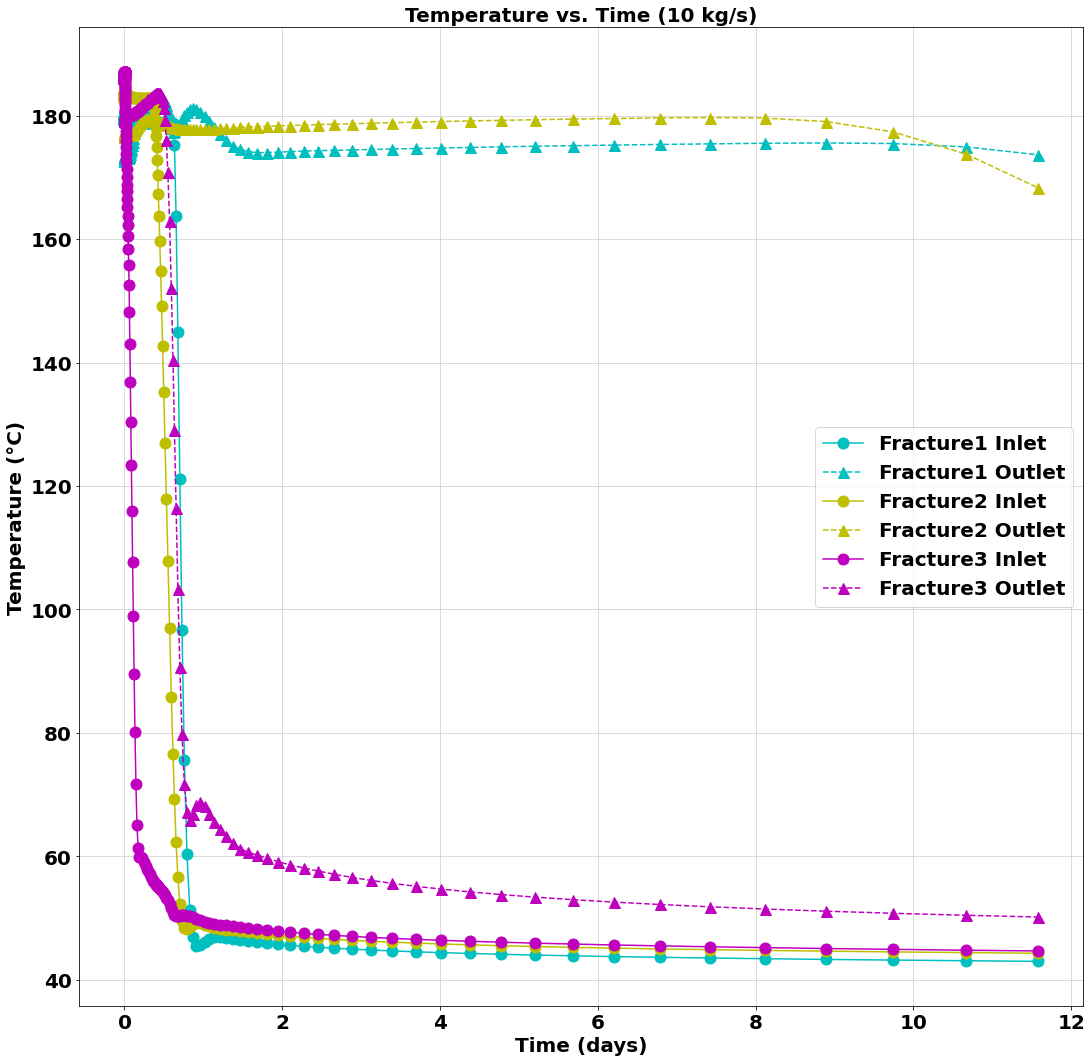 Temperature vs. Time (10 kg/s)
Temperature (°C)
180
160
140
120
100
80
60
40
Fracture1 Inlet
Fracture1 Outlet
Fracture2 Inlet
Fracture2 Outlet
Fracture3 Inlet
Fracture3 Outlet
0 2 4 6 8 10 12
Time (days)